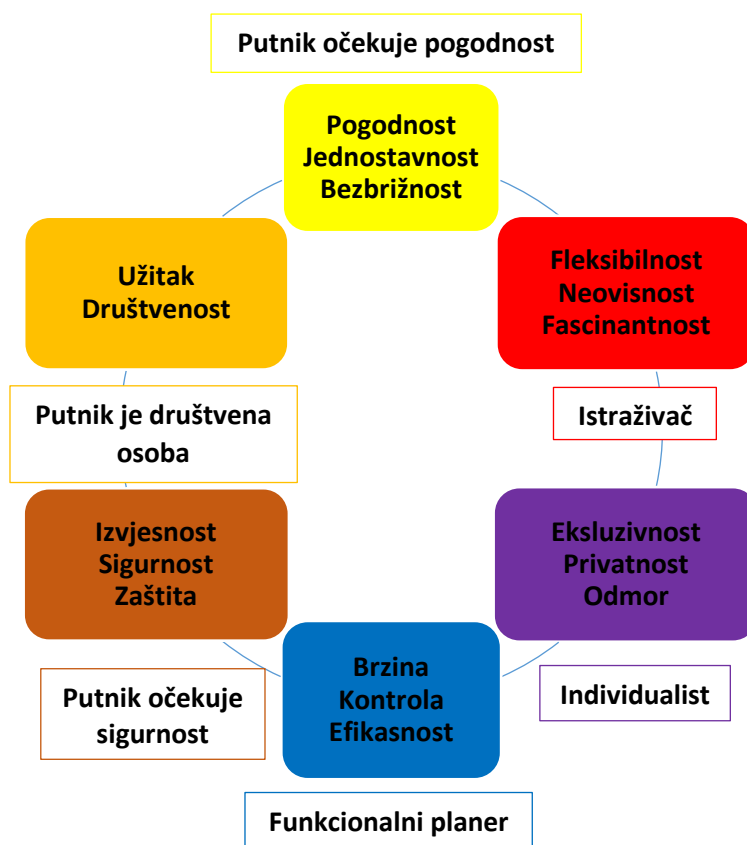 Putnik očekuje pogodnost
Pogodnost
Jednostavnost
Bezbrižnost
Užitak
Društvenost
Fleksibilnost
Neovisnost
Fascinantnost
Putnik je društvena
osoba
Istraživač
Izvjesnost
Sigurnost
Zaštita
Eksluzivnost
Privatnost
Odmor
Brzina
Kontrola
Efikasnost
Putnik očekuje
sigurnost
Individualist
Funkcionalni planer